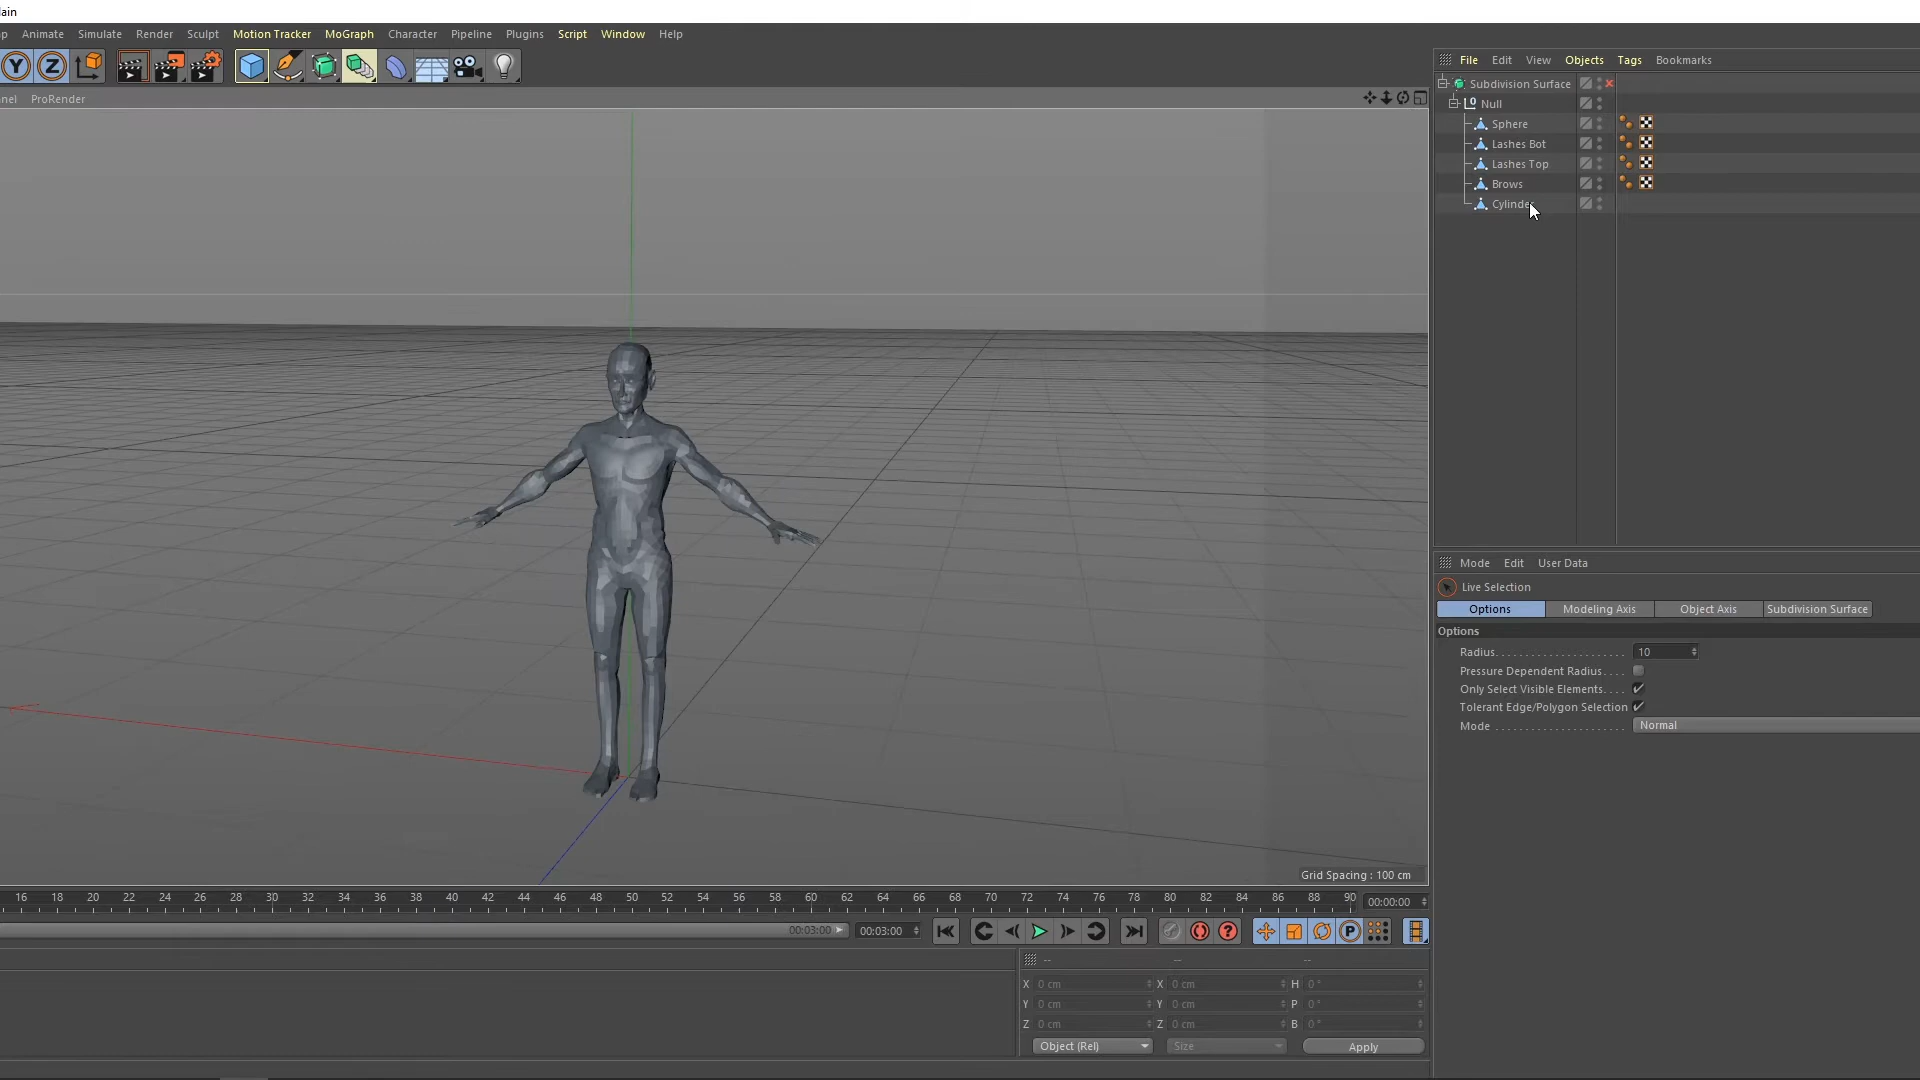 lain
Animate Simulate Render Sculpt Motion Tracker MoGraph Character Pipeline Plugins Script Window Help
Y Z
File Edit View Objects Tags Bookmarks
ProRender
Subdivision Surface
Null
Sphere
Lashes Bot
Lashes Top
Brows
Cylinder
Mode Edit User Data
Live Selection
Options Modeling Axis Object Axis Subdivision Surface
Options
Radius 10
Pressure Dependent Radius
Only Select Visible Elements
Tolerant Edge/Polygon Selection
Mode Normal
Grid Spacing : 100 cm
16 18 20 22 24 26 28 30 32 34 36 38 40 42 44 46 48 50 52 54 56 58 60 62 64 66 68 70 72 74 76 78 80 82 84 86 88 90 00:00:00
00:03:00 00:03:00 P
-- -- --
X 0 cm X 0 cm H 0 °
Y 0 cm Y 0 cm P 0 °
Z 0 cm Z 0 cm B 0 °
Object (Rel) Size Apply